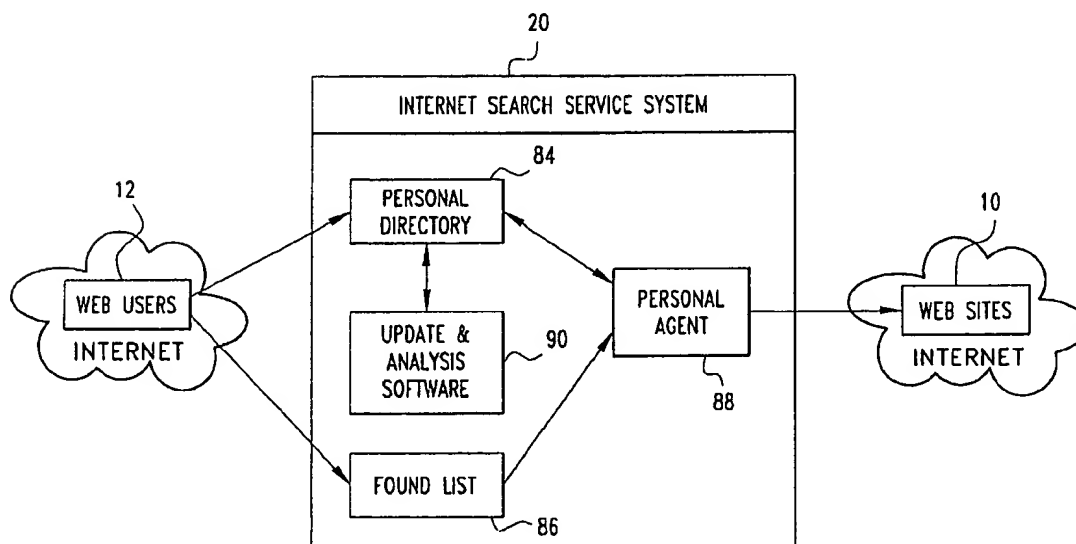 20
INTERNET SEARCH SERVICE SYSTEM
84
PERSONAL
DIRECTORY
12
WEB USERS
INTERNET
UPDATE &
ANALYSIS
SOFTWARE
90
PERSONAL
AGENT
88
10
WEB SITES
INTERNET
FOUND LIST
86